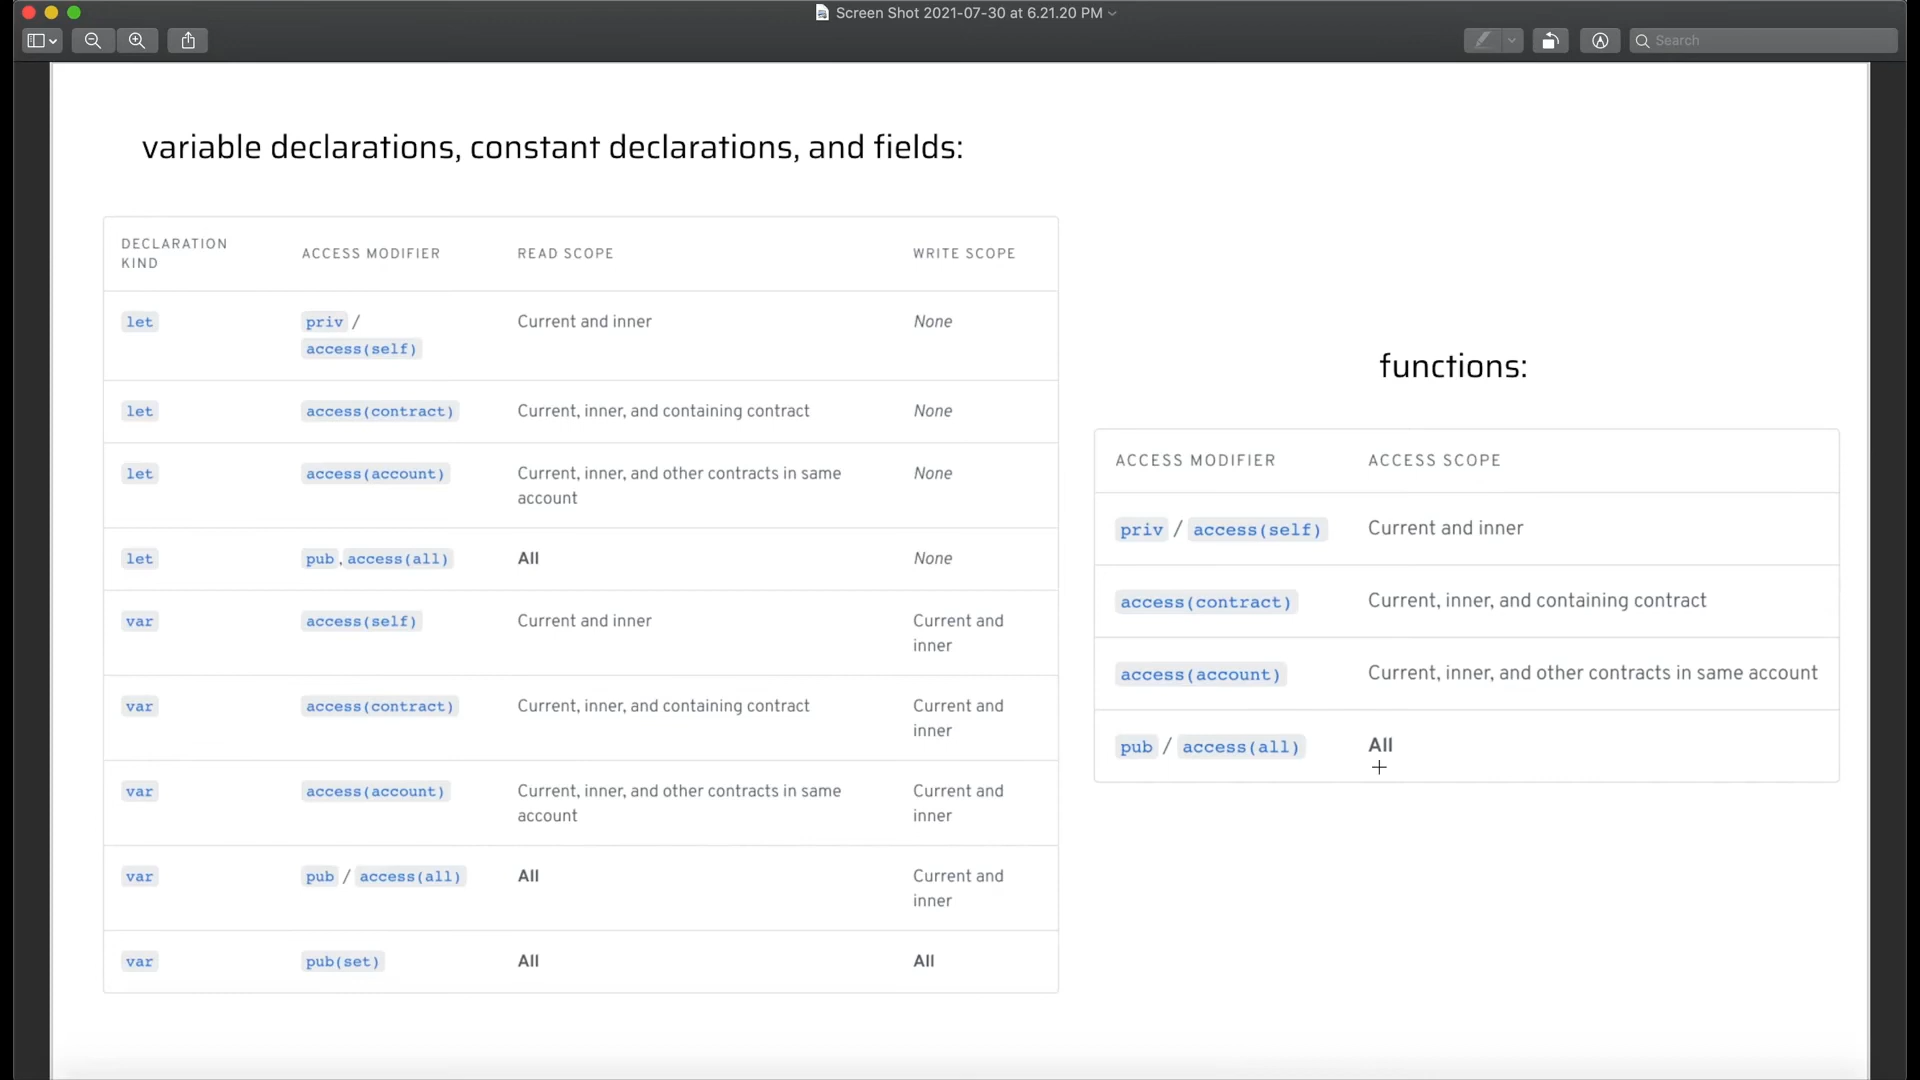 Screen Shot 2021-07-30 at 6.21.20 PM
Search
variable declarations, constant declarations, and fields:
DECLARATION KIND ACCESS MODIFIER READ SCOPE WRITE SCOPE
let priv / access(self) Current and inner None
let access(contract) Current, inner, and containing contract None
let access(account) Current, inner, and other contracts in same account None
let pub, access(all) All None
var access(self) Current and inner Current and inner
var access(contract) Current, inner, and containing contract Current and inner
var access(account) Current, inner, and other contracts in same account Current and inner
var pub / access(all) All Current and inner
var pub(set) All All
functions:
ACCESS MODIFIER ACCESS SCOPE
priv / access(self) Current and inner
access(contract) Current, inner, and containing contract
access(account) Current, inner, and other contracts in same account
pub / access(all) All